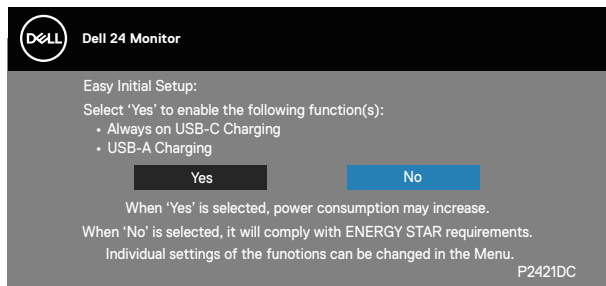 DELL
Dell 24 Monitor
Easy Initial Setup:
Select ‘Yes’ to enable the following function(s):
• Always on USB-C Charging
• USB-A Charging
Yes No
When ‘Yes’ is selected, power consumption may increase.
When ‘No’ is selected, it will comply with ENERGY STAR requirements.
Individual settings of the funotions can be changed in the Menu.
P2421DC